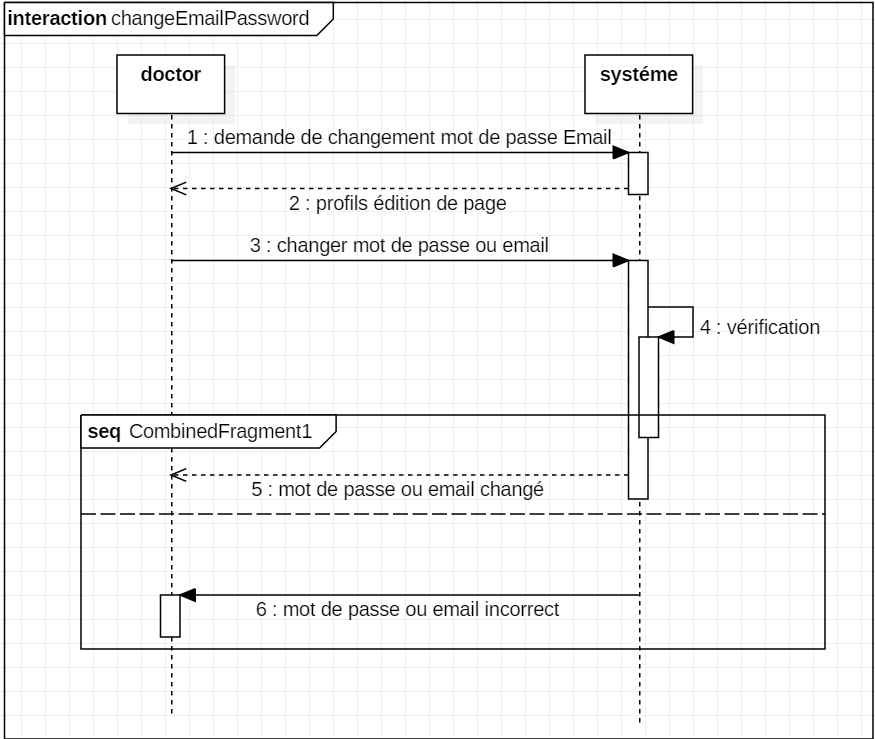 interaction changeEmailPassword
doctor
systéme
1 : demande de changement mot de passe Email
2 : profils édition de page
3 : changer mot de passe ou email
4 : vérification
seq CombinedFragment1
5 : mot de passe ou email changé
6 : mot de passe ou email incorrect